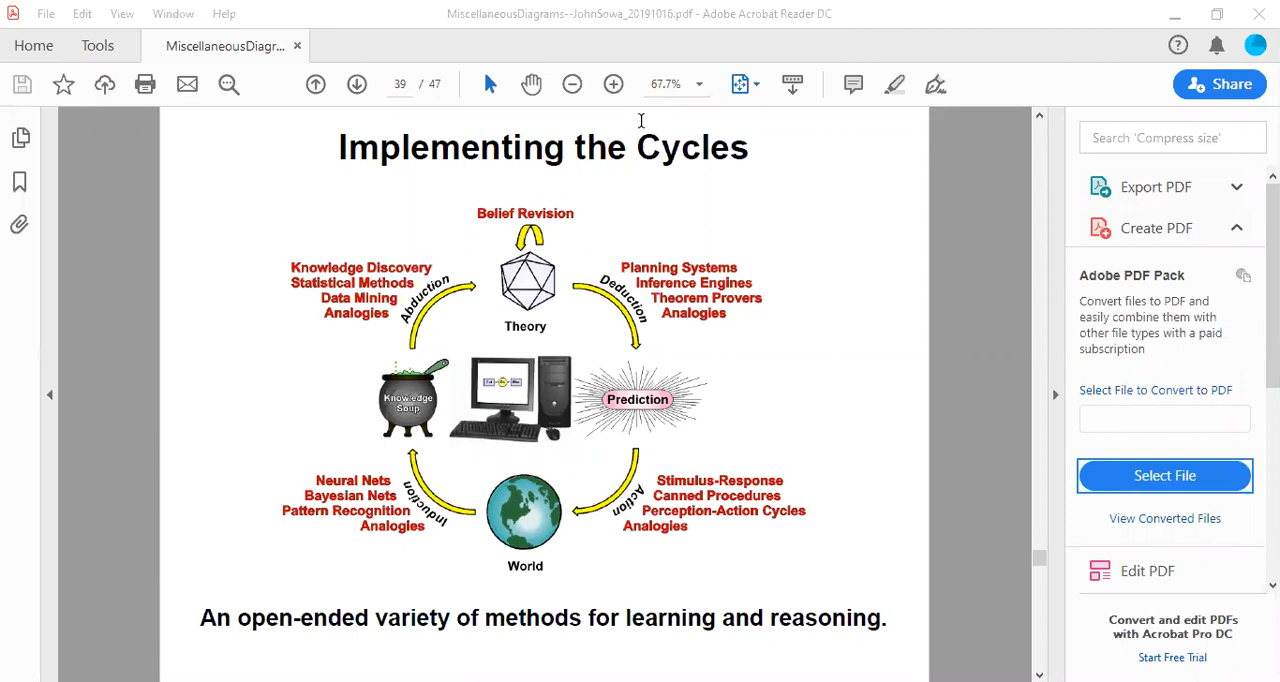 File Edit View Window Help
MiscellaneousDiagrams--JohnSowa_20191016.pdf - Adobe Acrobat Reader DC
Home Tools MiscellaneousDiagr... ×
39 / 47
67.7%
Share
Implementing the Cycles
Belief Revision
Knowledge Discovery
Statistical Methods
Data Mining
Analogies
Abduction
Theory
Deduction
Planning Systems
Inference Engines
Theorem Provers
Analogies
Knowledge
Soup
Prediction
Neural Nets
Bayesian Nets
Pattern Recognition
Analogies
Induction
World
Action
Stimulus-Response
Canned Procedures
Perception-Action Cycles
Analogies
An open-ended variety of methods for learning and reasoning.
Search 'Compress size'
Export PDF
Create PDF
Adobe PDF Pack
Convert files to PDF and
easily combine them with
other file types with a paid
subscription
Select File to Convert to PDF
Select File
View Converted Files
Edit PDF
Convert and edit PDFs
with Acrobat Pro DC
Start Free Trial